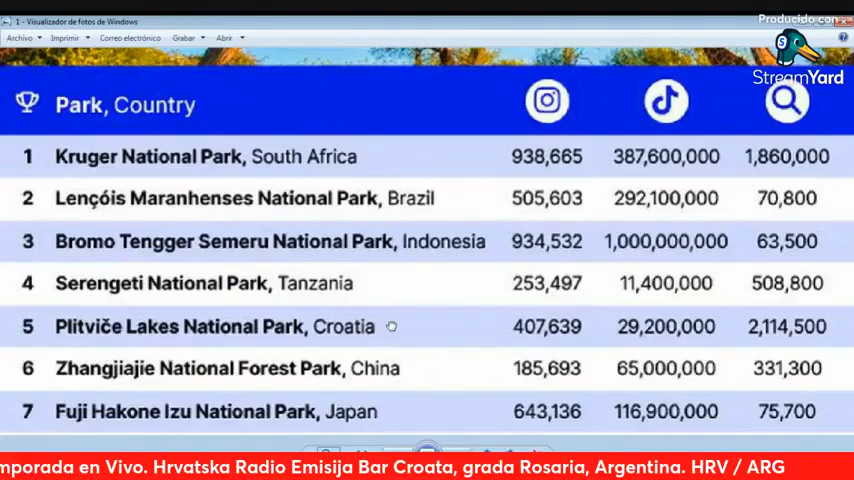 1 - Visualizador de fotos de Windows
Archivo Imprimir Correo electrónico Grabar Abrir
Producido con
StreamYard
Park, Country
1 Kruger National Park, South Africa 938,665 387,600,000 1,860,000
2 Lençóis Maranhenses National Park, Brazil 505,603 292,100,000 70,800
3 Bromo Tengger Semeru National Park, Indonesia 934,532 1,000,000,000 63,500
4 Serengeti National Park, Tanzania 253,497 11,400,000 508,800
5 Plitviče Lakes National Park, Croatia 407,639 29,200,000 2,114,500
6 Zhangjiajie National Forest Park, China 185,693 65,000,000 331,300
7 Fuji Hakone Izu National Park, Japan 643,136 116,900,000 75,700
mporada en Vivo. Hrvatska Radio Emisija Bar Croata, grada Rosaria, Argentina. HRV / ARG